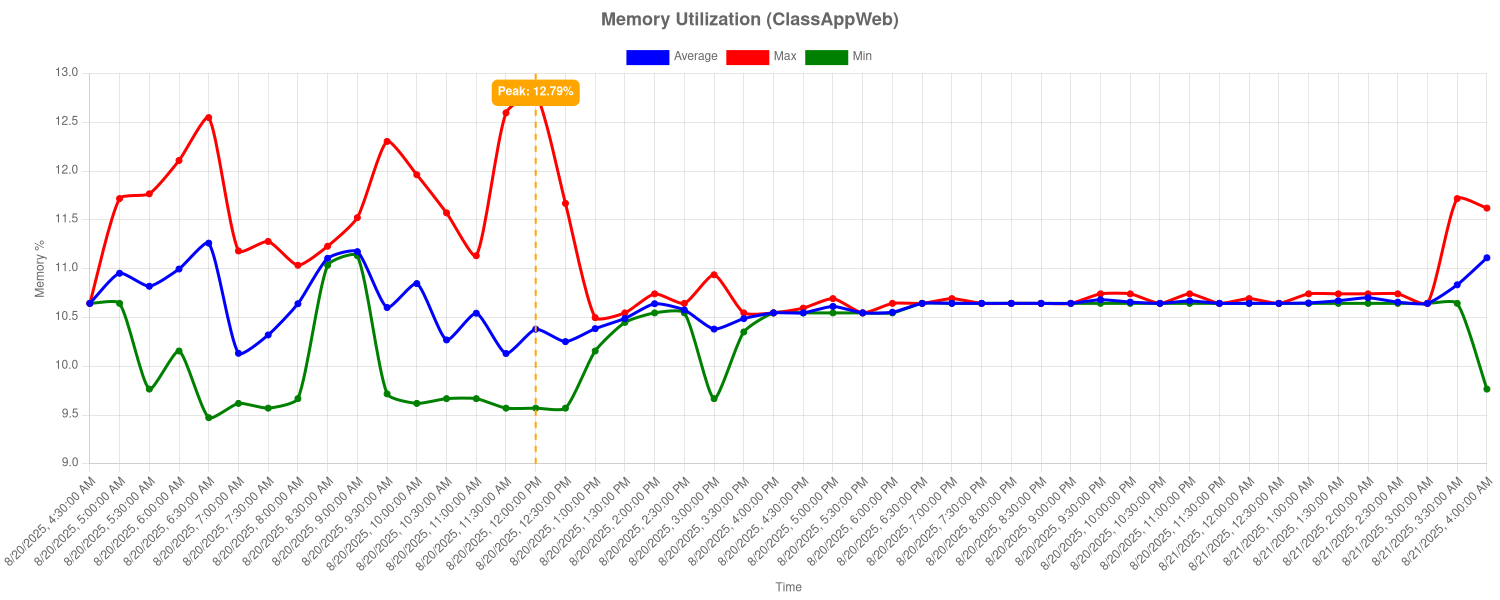 Memory Utilization (ClassAppWeb)
Average Max Min
Peak: 12.79%
Memory %
13.0
12.5
12.0
11.5
11.0
10.5
10.0
9.5
9.0
8/20/2025, 4:30:00 AM
8/20/2025, 5:00:00 AM
8/20/2025, 5:30:00 AM
8/20/2025, 6:00:00 AM
8/20/2025, 6:30:00 AM
8/20/2025, 7:00:00 AM
8/20/2025, 7:30:00 AM
8/20/2025, 8:00:00 AM
8/20/2025, 8:30:00 AM
8/20/2025, 9:00:00 AM
8/20/2025, 9:30:00 AM
8/20/2025, 10:00:00 AM
8/20/2025, 10:30:00 AM
8/20/2025, 11:00:00 AM
8/20/2025, 11:30:00 AM
8/20/2025, 12:00:00 PM
8/20/2025, 12:30:00 PM
8/20/2025, 1:00:00 PM
8/20/2025, 1:30:00 PM
8/20/2025, 2:00:00 PM
8/20/2025, 2:30:00 PM
8/20/2025, 3:00:00 PM
8/20/2025, 3:30:00 PM
8/20/2025, 4:00:00 PM
8/20/2025, 4:30:00 PM
8/20/2025, 5:00:00 PM
8/20/2025, 5:30:00 PM
8/20/2025, 6:00:00 PM
8/20/2025, 6:30:00 PM
8/20/2025, 7:00:00 PM
8/20/2025, 7:30:00 PM
8/20/2025, 8:00:00 PM
8/20/2025, 8:30:00 PM
8/20/2025, 9:00:00 PM
8/20/2025, 9:30:00 PM
8/20/2025, 10:00:00 PM
8/20/2025, 10:30:00 PM
8/20/2025, 11:00:00 PM
8/20/2025, 11:30:00 PM
8/21/2025, 12:00:00 AM
8/21/2025, 12:30:00 AM
8/21/2025, 1:00:00 AM
8/21/2025, 1:30:00 AM
8/21/2025, 2:00:00 AM
8/21/2025, 2:30:00 AM
8/21/2025, 3:00:00 AM
8/21/2025, 3:30:00 AM
8/21/2025, 4:00:00 AM
Time